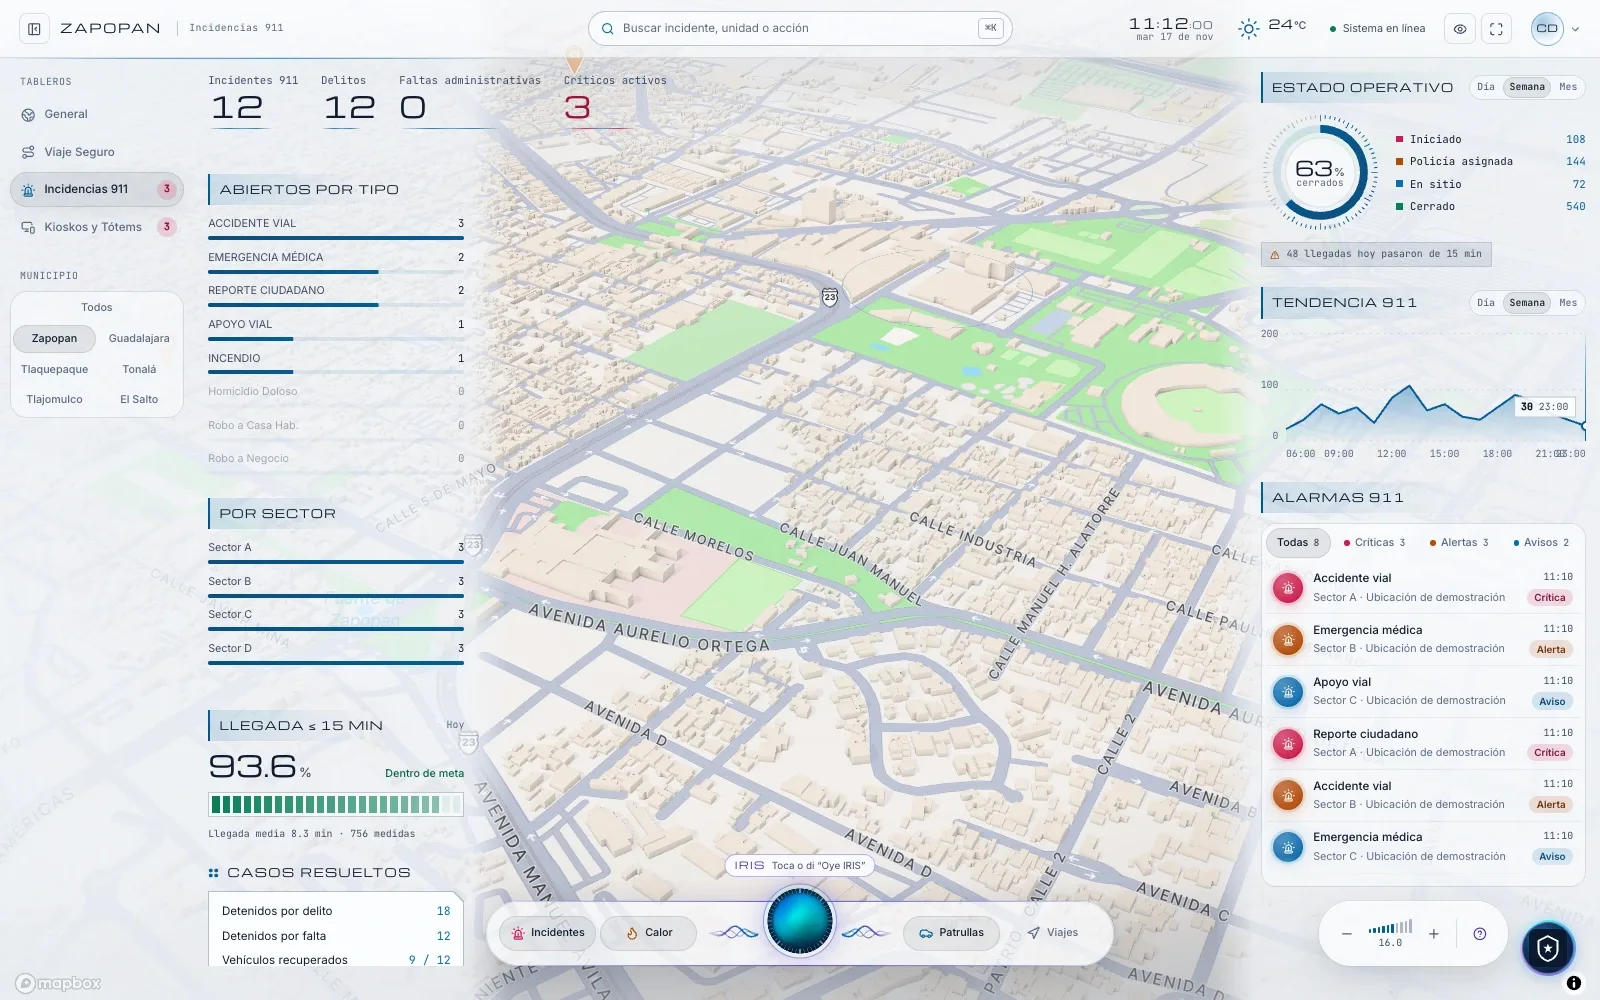 ZAPOPAN
Incidencias 911
Buscar incidente, unidad o acción
⌘K
11:12:00
mar 17 de nov
24°C
Sistema en línea
CD
TABLEROS
General
Viaje Seguro
Incidencias 911 3
Kioskos y Tótems 3
MUNICIPIO
Todos
Zapopan Guadalajara
Tlaquepaque Tonalá
Tlajomulco El Salto
Incidentes 911
12
Delitos
12
Faltas administrativas
0
Críticos activos
3
ABIERTOS POR TIPO
ACCIDENTE VIAL 3
EMERGENCIA MÉDICA 2
REPORTE CIUDADANO 2
APOYO VIAL 1
INCENDIO 1
Homicidio Doloso 0
Robo a Casa Hab. 0
Robo a Negocio 0
POR SECTOR
Sector A 3
Sector B 3
Sector C 3
Sector D 3
LLEGADA ≤ 15 MIN Hoy
93.6%
Dentro de meta
Llegada media 8.3 min · 756 medidas
CASOS RESUELTOS
Detenidos por delito 18
Detenidos por falta 12
Vehículos recuperados 9 / 12
mapbox
23
23
23
CALLE 5 DE MAYO
CALLE MORELOS
CALLE JUAN MANUEL
CALLE INDUSTRIA
CALLE MANUEL H. ALATORRE
AVENIDA AURELIO ORTEGA
AVENIDA D
AVENIDA D
CALLE 2
CALLE 2
AVENIDA C
IRIS Toca o di “Oye IRIS”
Incidentes
Calor
Patrullas
Viajes
ESTADO OPERATIVO
Día Semana Mes
63%
cerrados
Iniciado 108
Policía asignada 144
En sitio 72
Cerrado 540
48 llegadas hoy pasaron de 15 min
TENDENCIA 911
Día Semana Mes
200
100
0
30 23:00
06:00 09:00 12:00 15:00 18:00 21:00 23:00
ALARMAS 911
Todas 8 Críticas 3 Alertas 3 Avisos 2
Accidente vial 11:10
Sector A · Ubicación de demostración Crítica
Emergencia médica 11:10
Sector B · Ubicación de demostración Alerta
Apoyo vial 11:10
Sector C · Ubicación de demostración Aviso
Reporte ciudadano 11:10
Sector A · Ubicación de demostración Crítica
Accidente vial 11:10
Sector B · Ubicación de demostración Alerta
Emergencia médica 11:10
Sector C · Ubicación de demostración Aviso
16.0